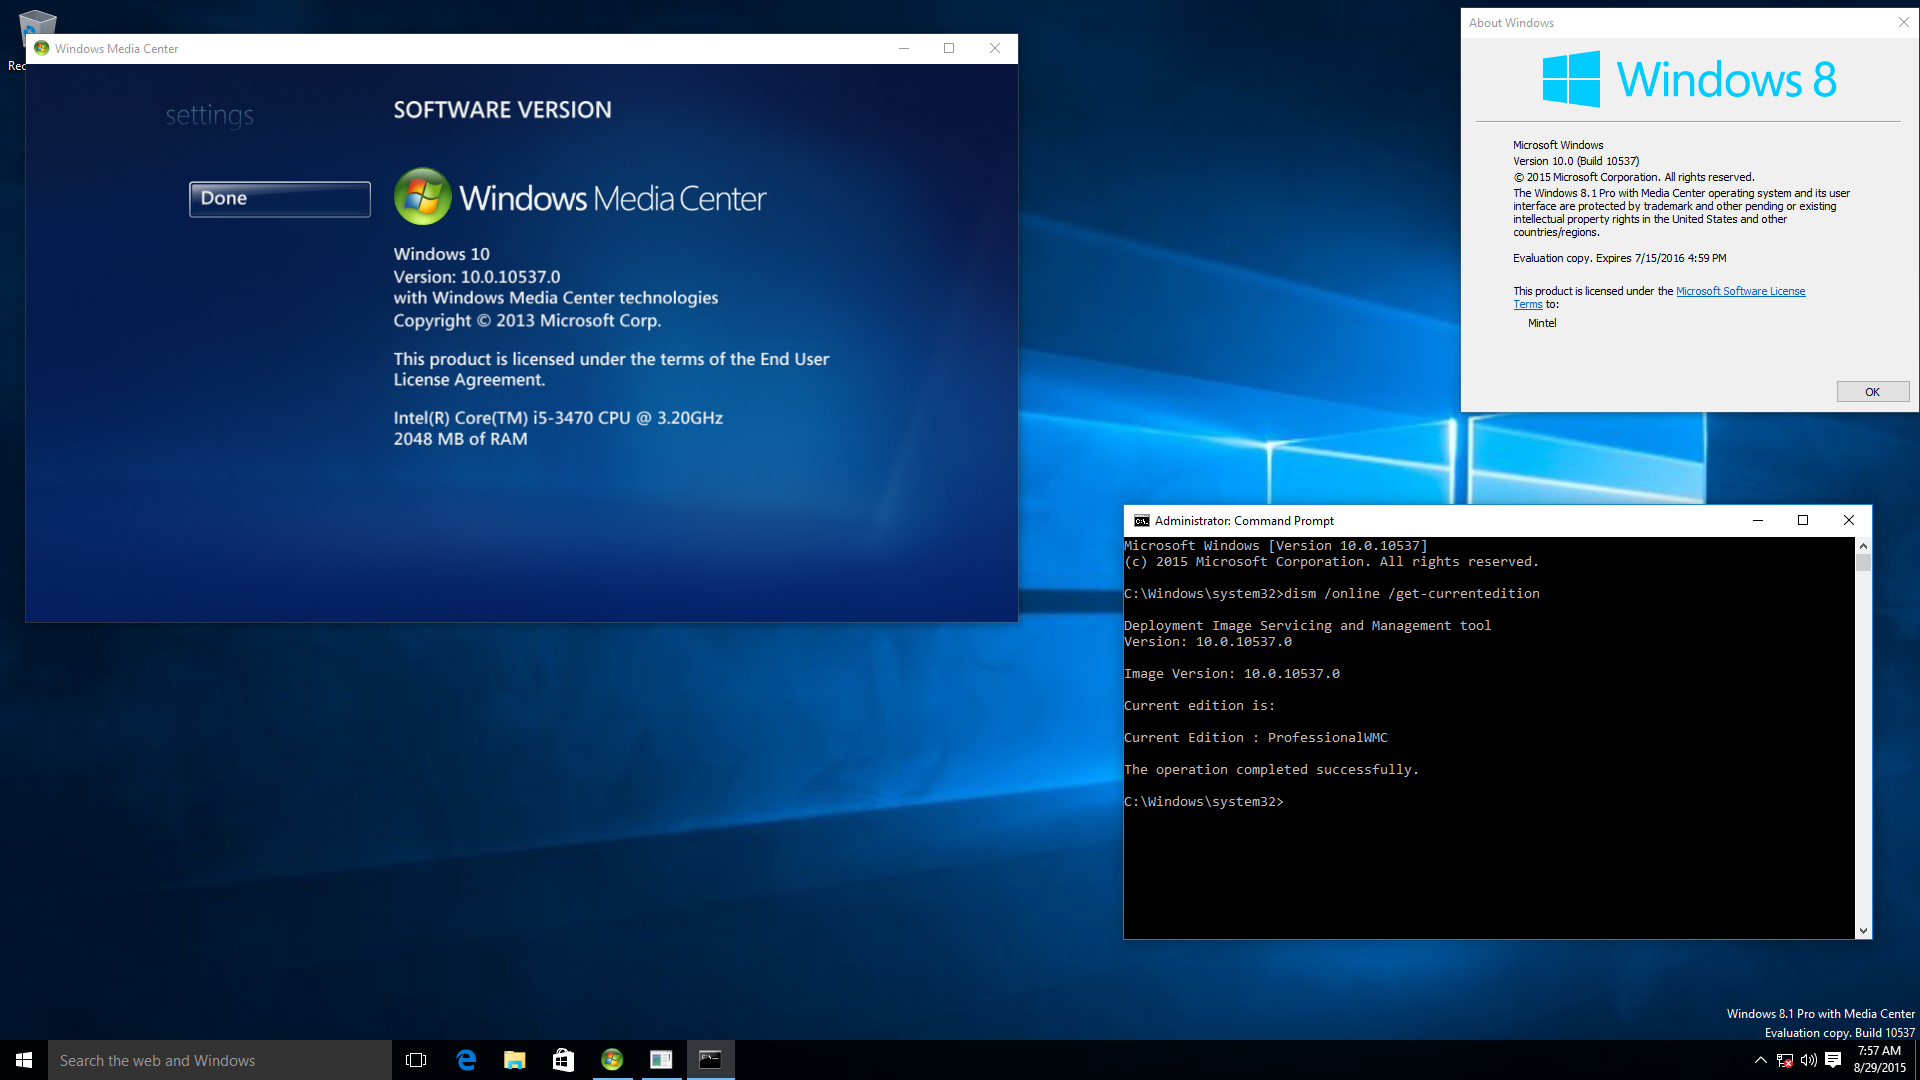 Rec
Windows Media Center
settings
SOFTWARE VERSION
Done
Windows Media Center
Windows 10
Version: 10.0.10537.0
with Windows Media Center technologies
Copyright © 2013 Microsoft Corp.
This product is licensed under the terms of the End User
License Agreement.
Intel(R) Core(TM) i5-3470 CPU @ 3.20GHz
2048 MB of RAM
About Windows
Windows 8
Microsoft Windows
Version 10.0 (Build 10537)
© 2015 Microsoft Corporation. All rights reserved.
The Windows 8.1 Pro with Media Center operating system and its user
interface are protected by trademark and other pending or existing
intellectual property rights in the United States and other
countries/regions.
Evaluation copy. Expires 7/15/2016 4:59 PM
This product is licensed under the Microsoft Software License
Terms to:
Mintel
OK
Administrator: Command Prompt
Microsoft Windows [Version 10.0.10537]
(c) 2015 Microsoft Corporation. All rights reserved.
C:\Windows\system32>dism /online /get-currentedition
Deployment Image Servicing and Management tool
Version: 10.0.10537.0
Image Version: 10.0.10537.0
Current edition is:
Current Edition : ProfessionalWMC
The operation completed successfully.
C:\Windows\system32>
Windows 8.1 Pro with Media Center
Evaluation copy. Build 10537
Search the web and Windows
7:57 AM
8/29/2015